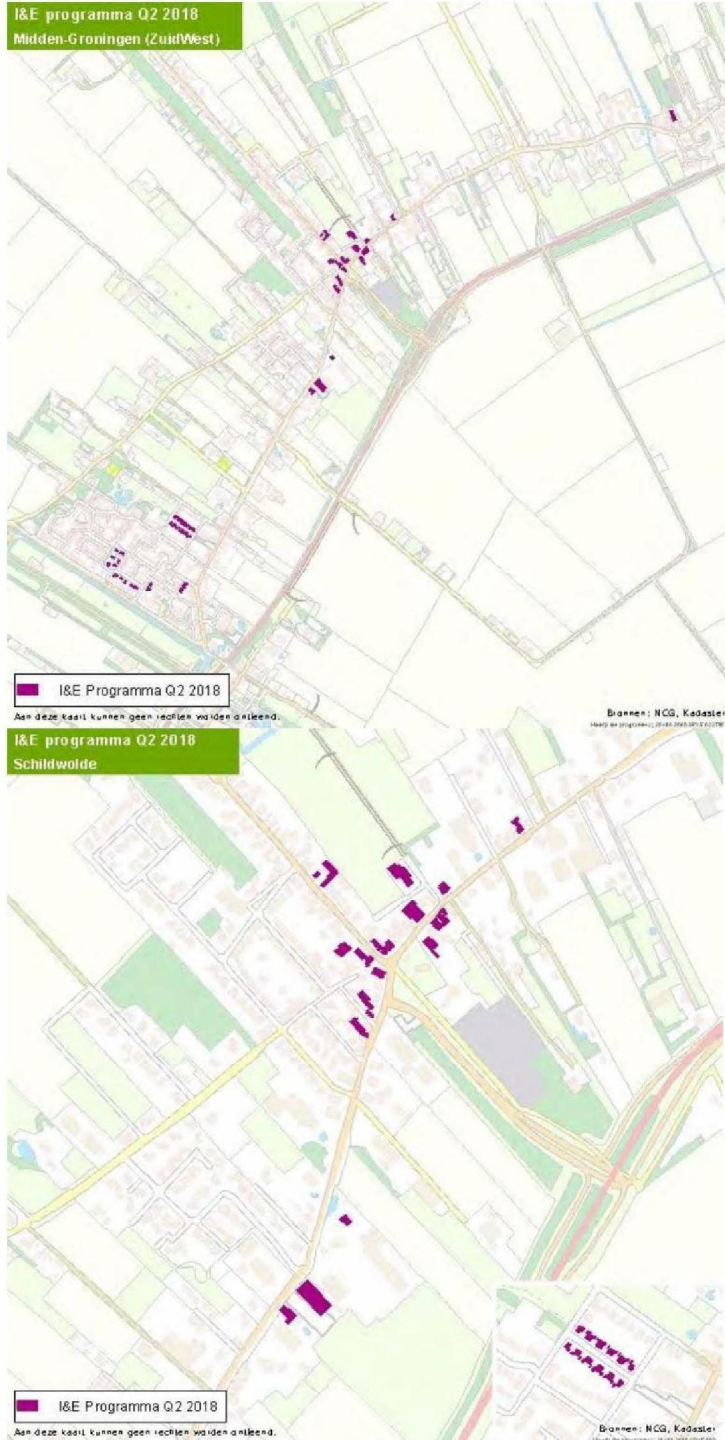 I&E programma Q2 2018
Midden-Groningen (ZuidWest)
I&E Programma Q2 2018
Aan deze kaart kunnen geen rechten worden ontleend.
Bronnen: NCG, Kadaster
I&E programma Q2 2018
Schildwolde
I&E Programma Q2 2018
Aan deze kaart kunnen geen rechten worden ontleend.
Bronnen: NCG, Kadaster